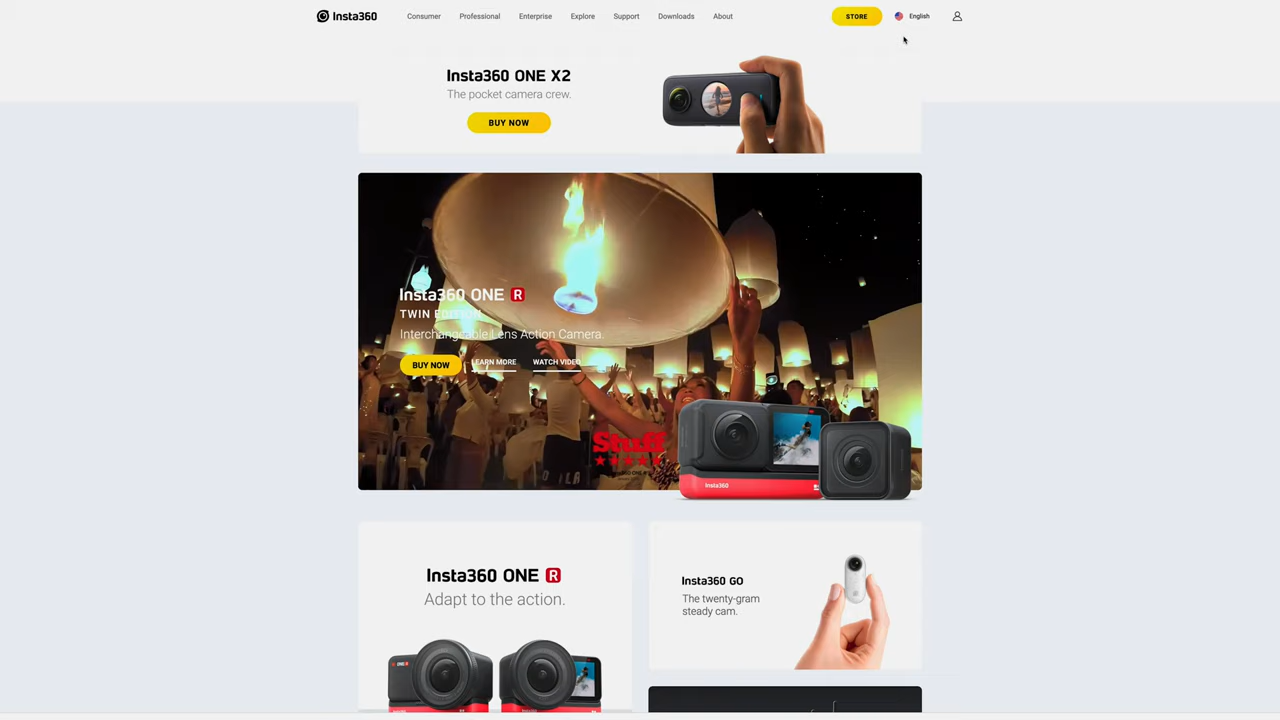 Insta360
Consumer
Professional
Enterprise
Explore
Support
Downloads
About
STORE
English
Insta360 ONE X2
The pocket camera crew.
BUY NOW
Insta360 ONE R
TWIN EDITION
Interchangeable Lens Action Camera.
BUY NOW
LEARN MORE
WATCH VIDEO
Stuff
Insta360
Insta360 ONE R
Adapt to the action.
ONE R
Insta360 GO
The twenty-gram
steady cam.